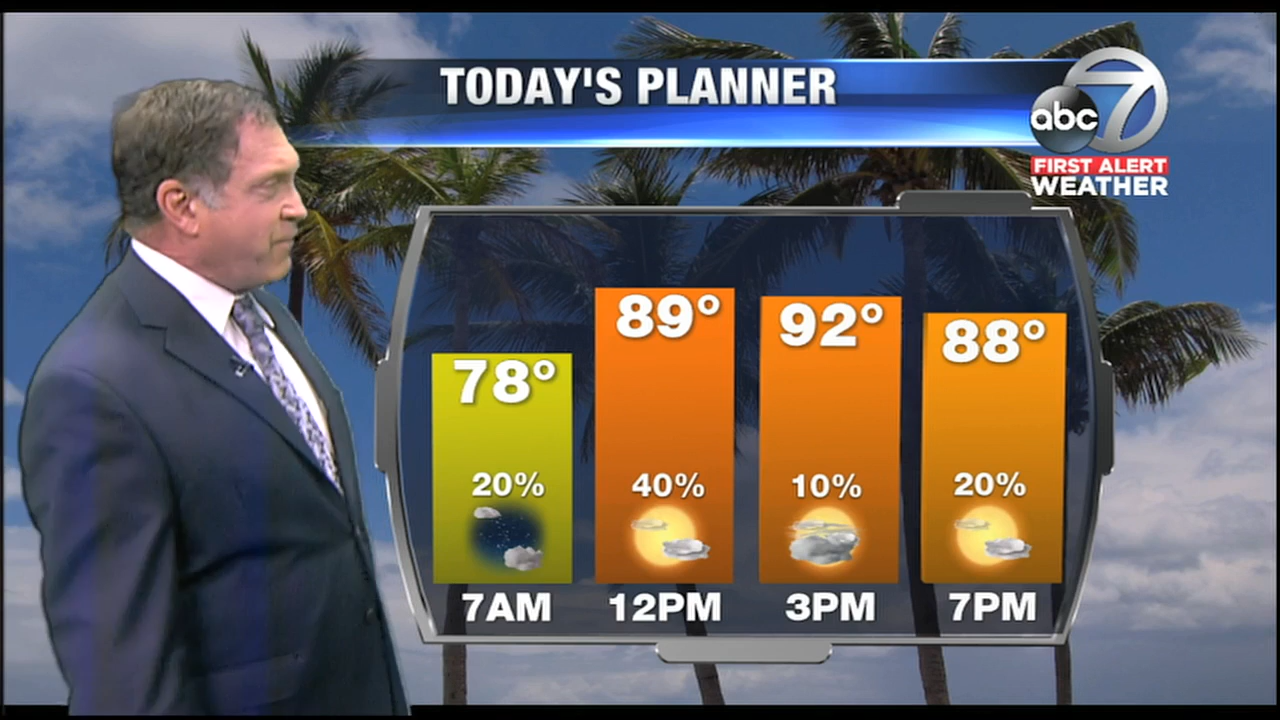 TODAY'S PLANNER
abc 7
FIRST ALERT
WEATHER
78° 89° 92° 88°
20% 40% 10% 20%
7AM 12PM 3PM 7PM